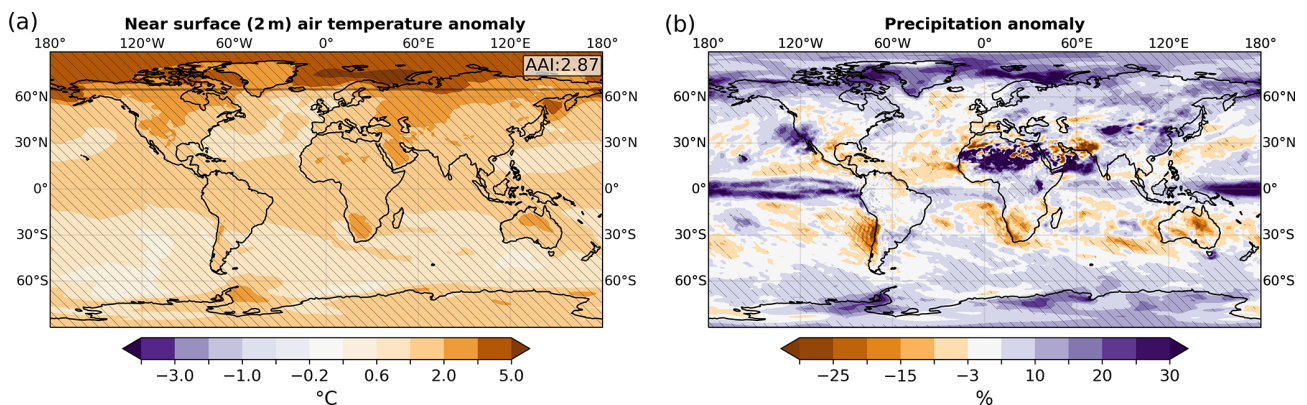 (a) Near surface (2 m) air temperature anomaly
180° 120°W 60°W 0° 60°E 120°E 180°
AAI:2.87
60°N 60°N
30°N 30°N
0° 0°
30°S 30°S
60°S 60°S
−3.0 −1.0 −0.2 0.6 2.0 5.0
°C
(b) Precipitation anomaly
180° 120°W 60°W 0° 60°E 120°E 180°
60°N 60°N
30°N 30°N
0° 0°
30°S 30°S
60°S 60°S
−25 −15 −3 10 20 30
%